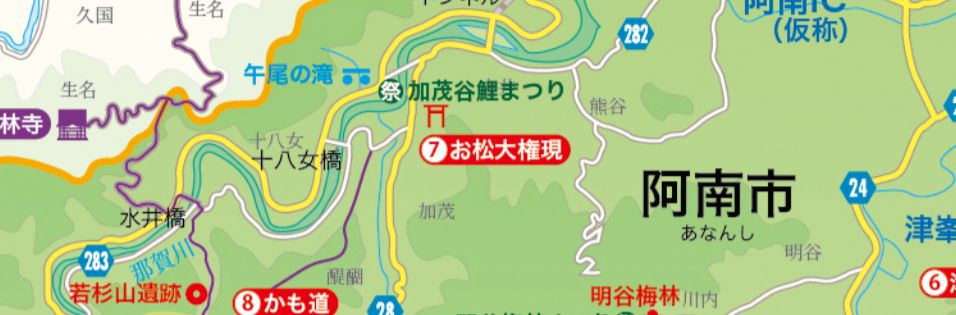 久国
生名
阿南IC
(仮称)
282
午尾の滝
生名
祭 加茂谷鯉まつり
熊谷
林寺
十八女
十八女橋
7 お松大権現
阿南市
あなんし
24
加茂
水井橋
津峯
明谷
283
那賀川
醍醐
若杉山遺跡
8 かも道
28
明谷梅林
川内
6